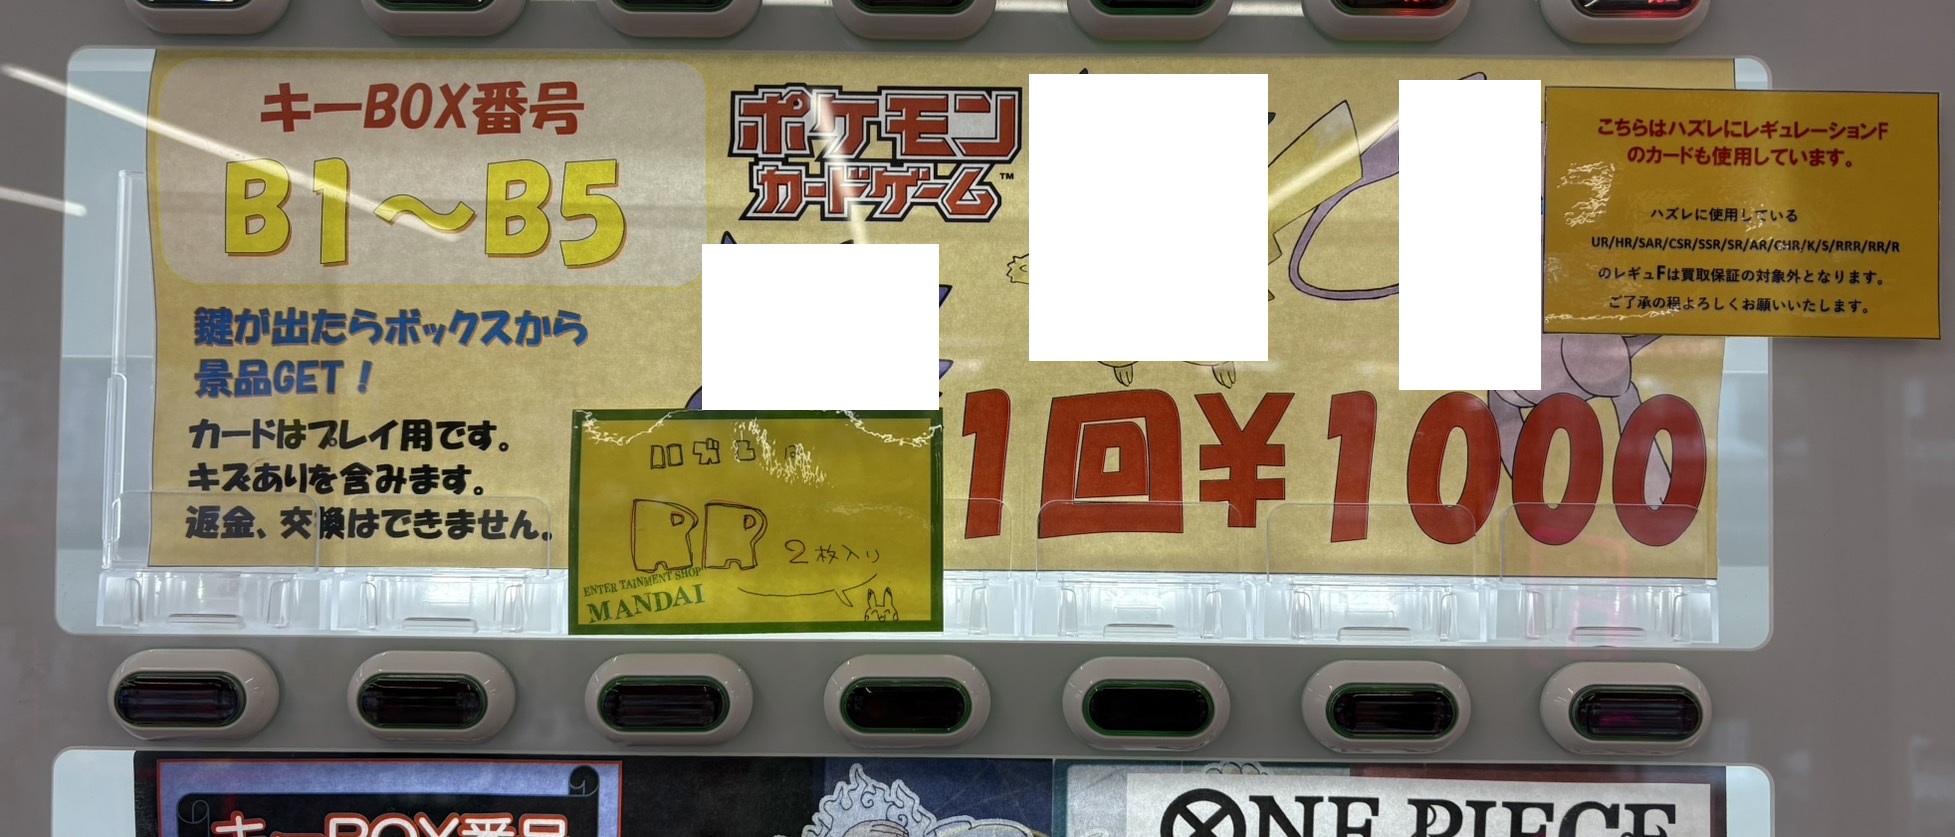 キーBOX番号
B1～B5
鍵が出たらボックスから
景品GET！
カードはプレイ用です。
キズありを含みます。
返金、交換はできません。
ポケモン
カードゲーム™
1回¥1000
ハズレ
RR 2枚入り
ENTERTAINMENT SHOP
MANDAI
こちらはハズレにレギュレーションF
のカードも使用しています。
ハズレに使用している
UR/HR/SAR/CSR/SSR/SR/AR/CHR/K/S/RRR/RR/R
のレギュFは買取保証の対象外となります。
ご了承の程よろしくお願いいたします。
キーBOX番号
ONE PIECE